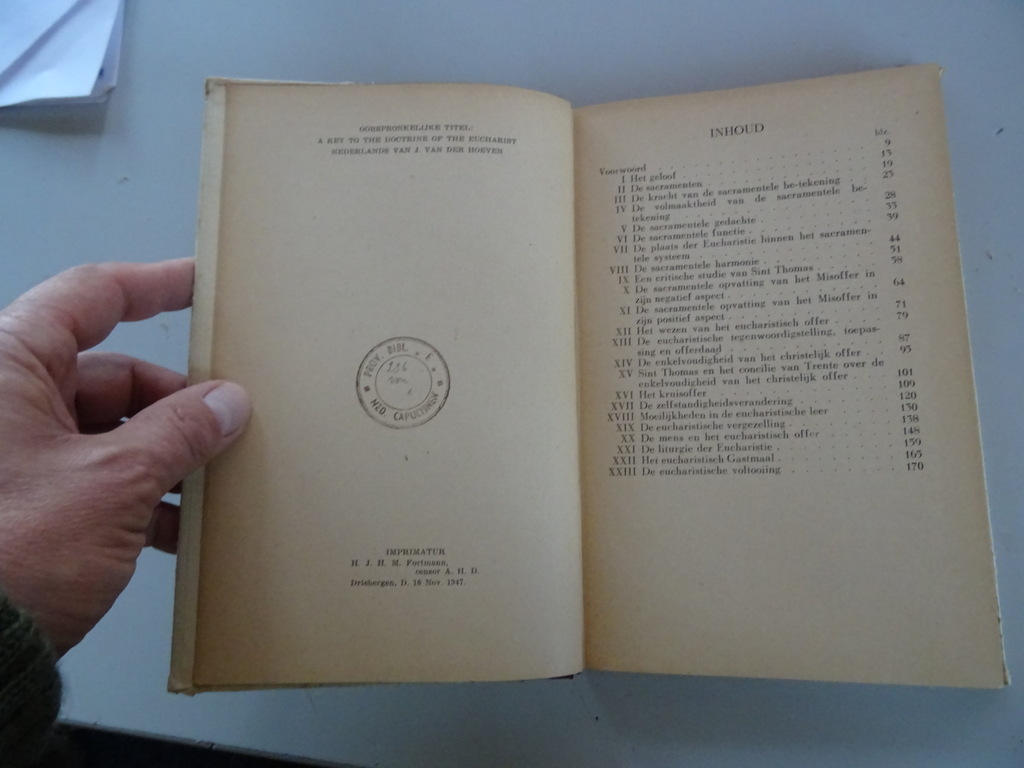 OORSPRONKELIJKE TITEL:
A KEY TO THE DOCTRINE OF THE EUCHARIST
NEDERLANDS VAN J. VAN DER HOEVEN
PROV. BIBL.
NED. CAPUCIJNEN
IMPRIMATUR
H. J. H. M. Fortmann,
censor A. H. D.
Driebergen, D. 16 Nov. 1947.
INHOUD
blz.
Voorwoord . . . 9
I Het geloof . . . 13
II De sacramenten . . . 19
III De kracht van de sacramentele be-tekening . . . 23
IV De volmaaktheid van de sacramentele be-
tekening . . . 28
V De sacramentele gedachte . . . 33
VI De sacramentele functie . . . 39
VII De plaats der Eucharistie binnen het sacramen-
tele systeem . . . 44
VIII De sacramentele harmonie . . . 51
IX Een critische studie van Sint Thomas . . . 58
X De sacramentele opvatting van het Misoffer in
zijn negatief aspect . . . 64
XI De sacramentele opvatting van het Misoffer in
zijn positief aspect . . . 71
XII Het wezen van het eucharistisch offer . . . 79
XIII De eucharistische tegenwoordigstelling, toepas-
sing en offerdaad . . . 87
XIV De enkelvoudigheid van het christelijk offer . . . 95
XV Sint Thomas en het concilie van Trente over de
enkelvoudigheid van het christelijk offer . . . 101
XVI Het kruisoffer . . . 109
XVII De zelfstandigheidsverandering . . . 120
XVIII Moeilijkheden in de eucharistische leer . . . 130
XIX De eucharistische vergezelling . . . 138
XX De mens en het eucharistisch offer . . . 148
XXI De liturgie der Eucharistie . . . 159
XXII Het eucharistisch Gastmaal . . . 165
XXIII De eucharistische voltooiing . . . 170